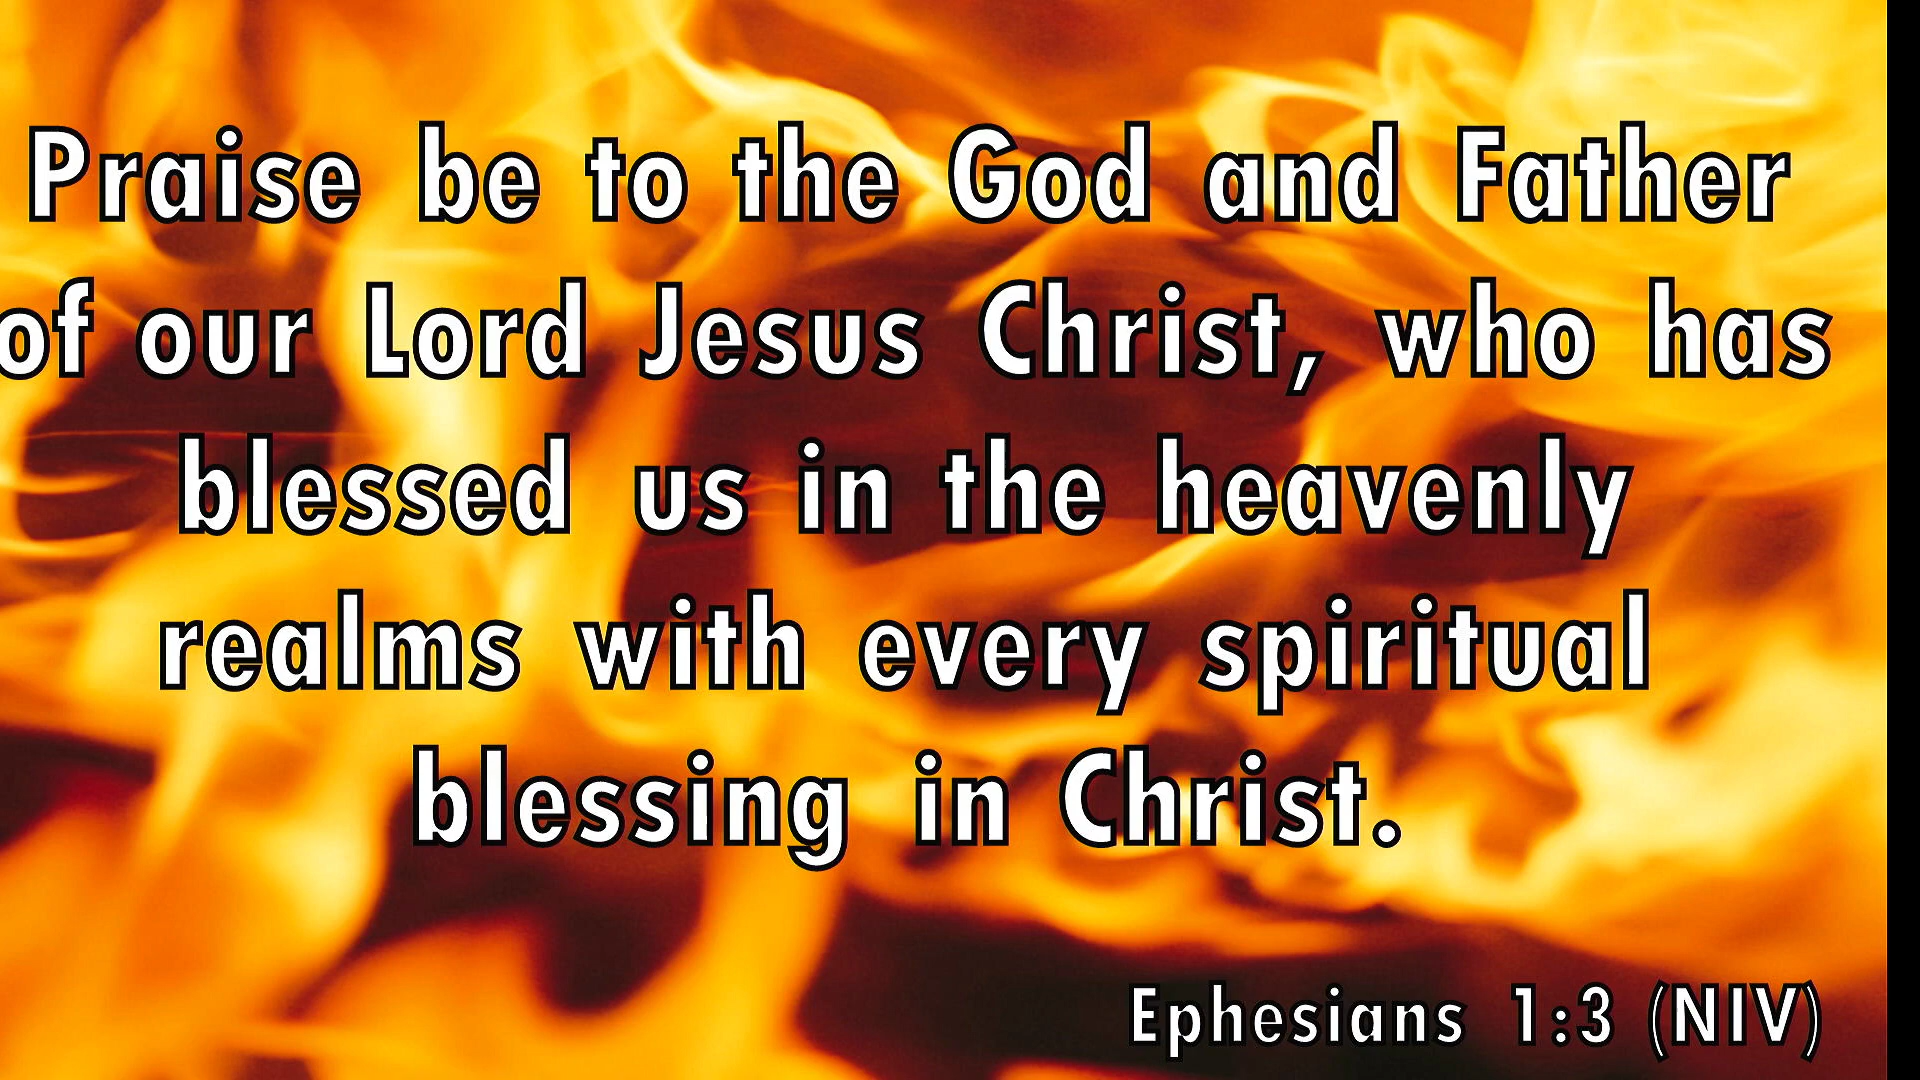 Praise be to the God and Father
of our Lord Jesus Christ, who has
blessed us in the heavenly
realms with every spiritual
blessing in Christ.
Ephesians 1:3 (NIV)